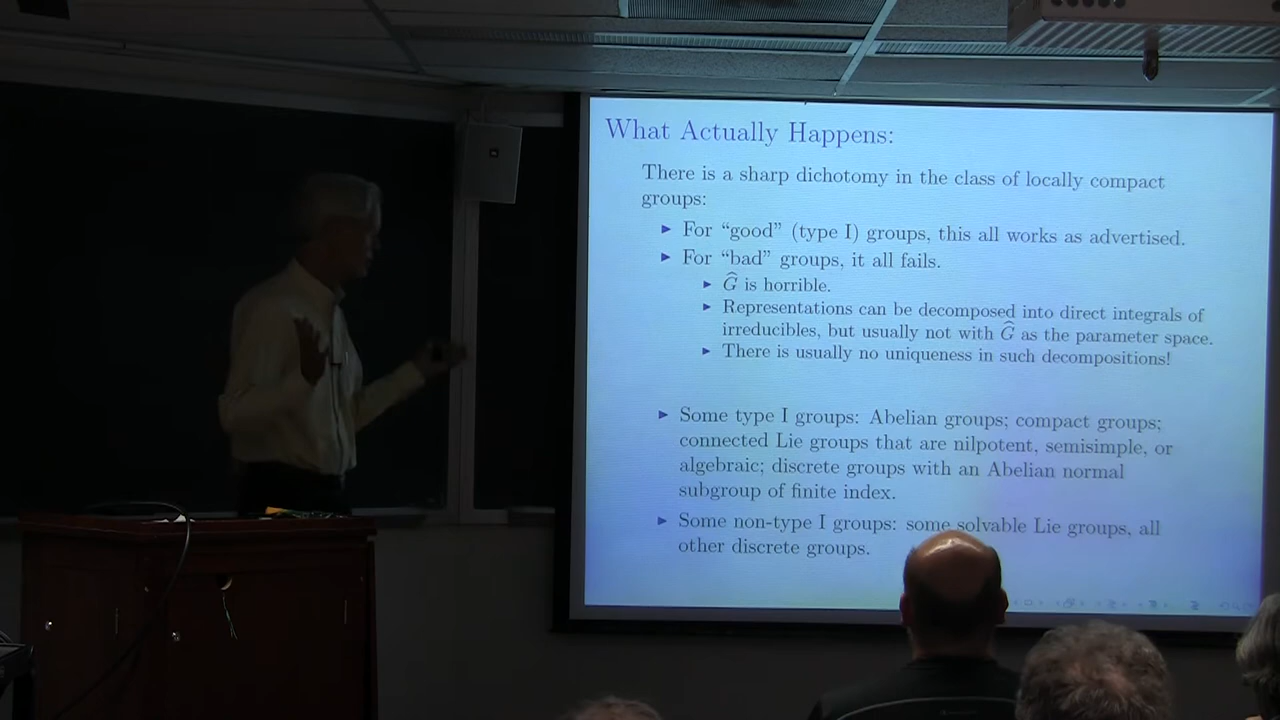 What Actually Happens:
There is a sharp dichotomy in the class of locally compact
groups:
► For “good” (type I) groups, this all works as advertised.
► For “bad” groups, it all fails.
► Ĝ is horrible.
► Representations can be decomposed into direct integrals of
irreducibles, but usually not with Ĝ as the parameter space.
► There is usually no uniqueness in such decompositions!
► Some type I groups: Abelian groups; compact groups;
connected Lie groups that are nilpotent, semisimple, or
algebraic; discrete groups with an Abelian normal
subgroup of finite index.
► Some non-type I groups: some solvable Lie groups, all
other discrete groups.